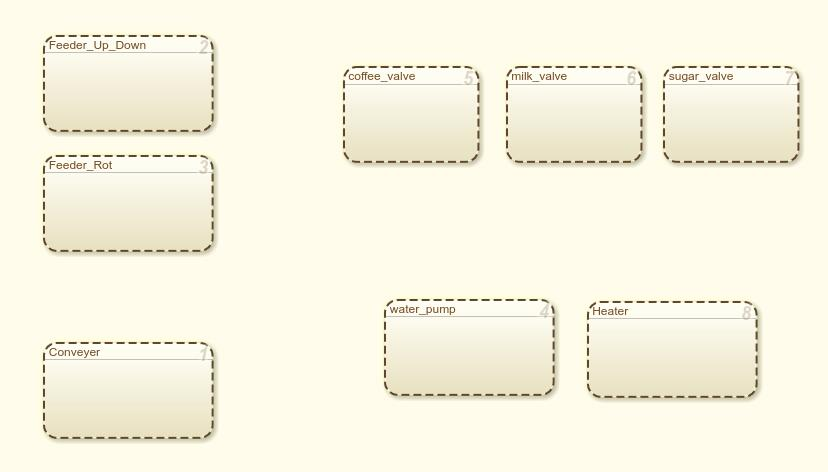 Feeder_Up_Down 2
coffee_valve 5
milk_valve 6
sugar_valve 7
Feeder_Rot 3
water_pump 4
Heater 8
Conveyer 1